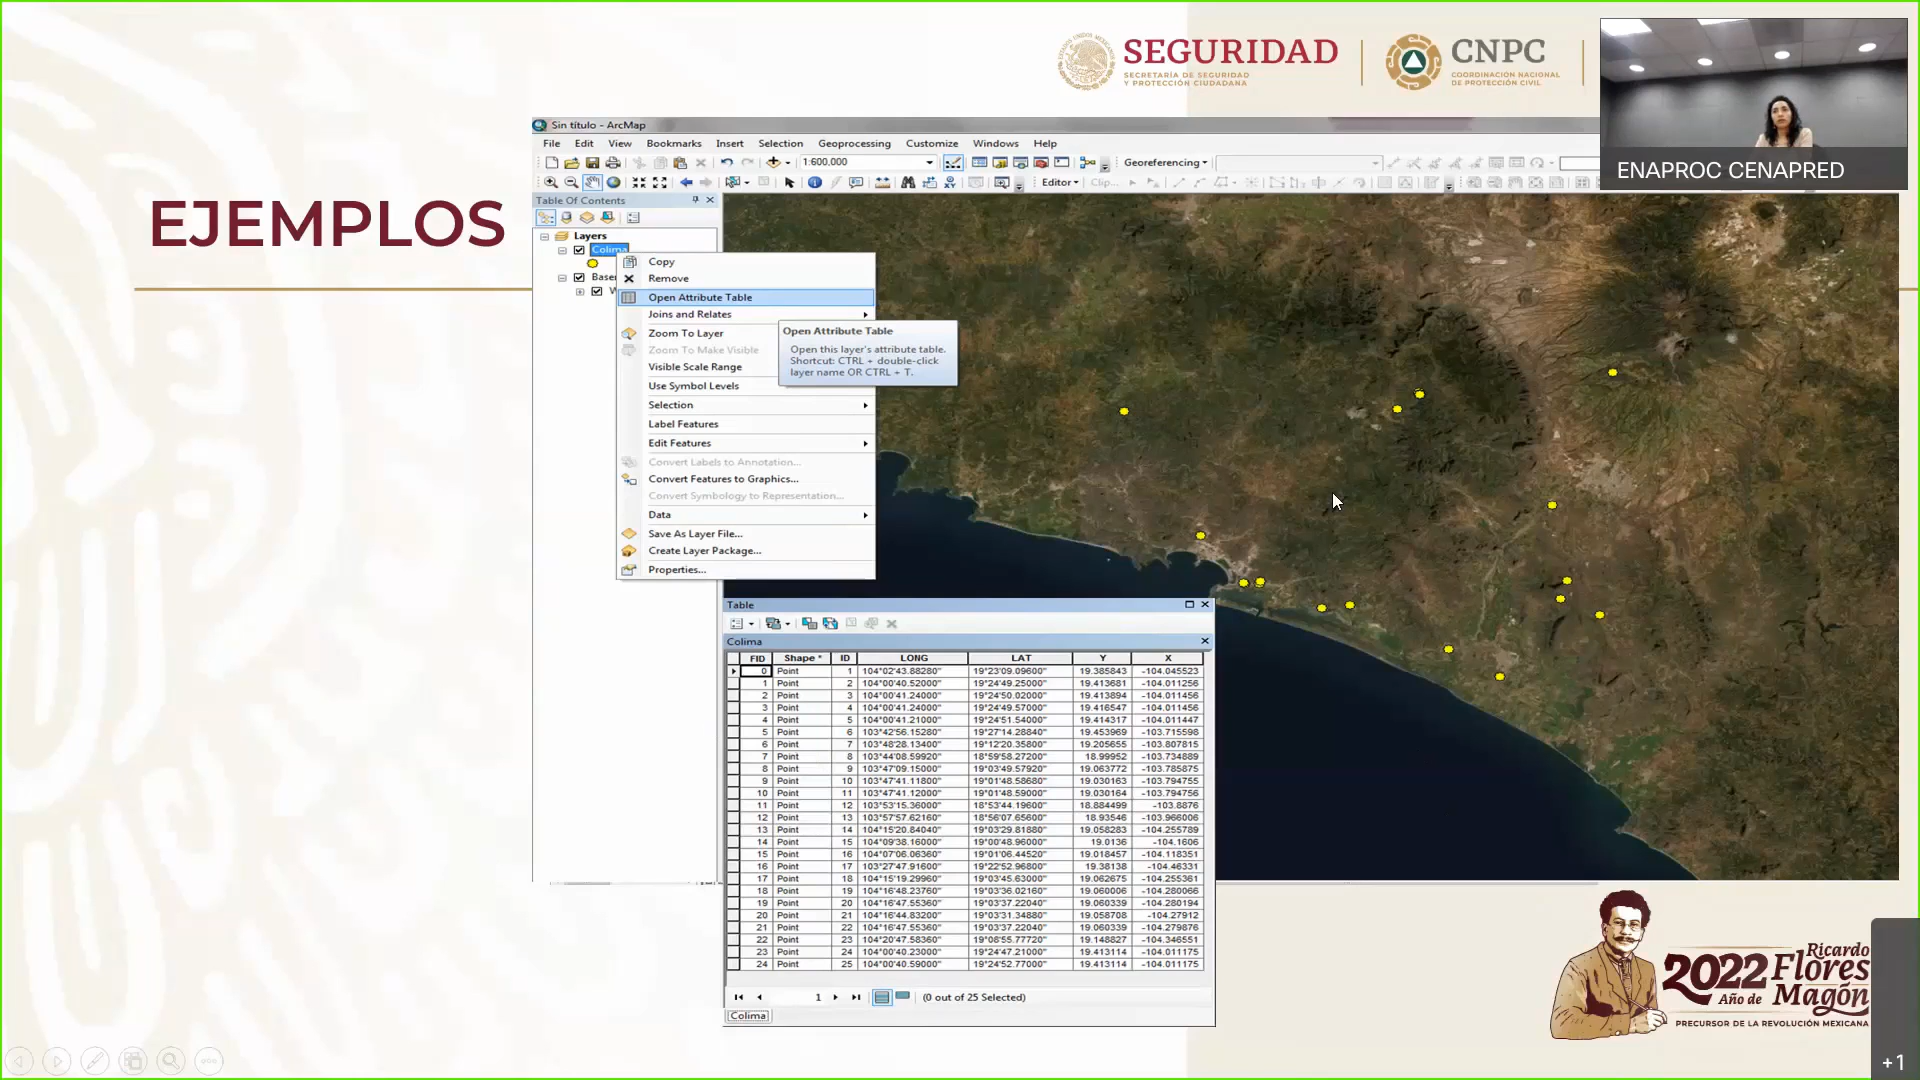 SEGURIDAD
SECRETARÍA DE SEGURIDAD
Y PROTECCIÓN CIUDADANA
CNPC
COORDINACIÓN NACIONAL
DE PROTECCIÓN CIVIL
ENAPROC CENAPRED
EJEMPLOS
Sin título - ArcMap
File Edit View Bookmarks Insert Selection Geoprocessing Customize Windows Help
1:600,000
Georeferencing
Editor
Clip...
Table Of Contents
Layers
Colima
Baser
W
Copy
Remove
Open Attribute Table
Joins and Relates
Zoom To Layer
Zoom To Make Visible
Visible Scale Range
Use Symbol Levels
Selection
Label Features
Edit Features
Convert Labels to Annotation...
Convert Features to Graphics...
Convert Symbology to Representation...
Data
Save As Layer File...
Create Layer Package...
Properties...
Open Attribute Table
Open this layer's attribute table.
Shortcut: CTRL + double-click
layer name OR CTRL + T.
Table
Colima
FID Shape * ID LONG LAT Y X
0 Point 1 104°02'43.88280" 19°23'09.09600" 19.385843 -104.045523
1 Point 2 104°00'40.52000" 19°24'49.25000" 19.413681 -104.011256
2 Point 3 104°00'41.24000" 19°24'50.02000" 19.413894 -104.011456
3 Point 4 104°00'41.24000" 19°24'49.57000" 19.416547 -104.011456
4 Point 5 104°00'41.21000" 19°24'51.54000" 19.414317 -104.011447
5 Point 6 103°42'56.15280" 19°27'14.28840" 19.453969 -103.715598
6 Point 7 103°48'28.13400" 19°12'20.35800" 19.205655 -103.807815
7 Point 8 103°44'08.59920" 18°59'58.27200" 18.99952 -103.734889
8 Point 9 103°47'09.15000" 19°03'49.57920" 19.063772 -103.785875
9 Point 10 103°47'41.11800" 19°01'48.58680" 19.030163 -103.794755
10 Point 11 103°47'41.12000" 19°01'48.59000" 19.030164 -103.794756
11 Point 12 103°53'15.36000" 18°53'44.19600" 18.884499 -103.8876
12 Point 13 103°57'57.62160" 18°56'07.65600" 18.93546 -103.966006
13 Point 14 104°15'20.84040" 19°03'29.81880" 19.058283 -104.255789
14 Point 15 104°09'38.16000" 19°00'48.96000" 19.0136 -104.1606
15 Point 16 104°07'06.06360" 19°01'06.44520" 19.018457 -104.118351
16 Point 17 103°27'47.91600" 19°22'52.96800" 19.38138 -104.46331
17 Point 18 104°15'19.29960" 19°03'45.63000" 19.062675 -104.255361
18 Point 19 104°16'48.23760" 19°03'36.02160" 19.060006 -104.280066
19 Point 20 104°16'47.55360" 19°03'37.22040" 19.060339 -104.280194
20 Point 21 104°16'44.83200" 19°03'31.34880" 19.058708 -104.27912
21 Point 22 104°16'47.55360" 19°03'37.22040" 19.060339 -104.279876
22 Point 23 104°20'47.58360" 19°08'55.77720" 19.148827 -104.346551
23 Point 24 104°00'40.23000" 19°24'47.21000" 19.413114 -104.011175
24 Point 25 104°00'40.59000" 19°24'52.77000" 19.413114 -104.011175
1 (0 out of 25 Selected)
Colima
2022 Ricardo
Año de Flores
Magón
PRECURSOR DE LA REVOLUCIÓN MEXICANA
+1